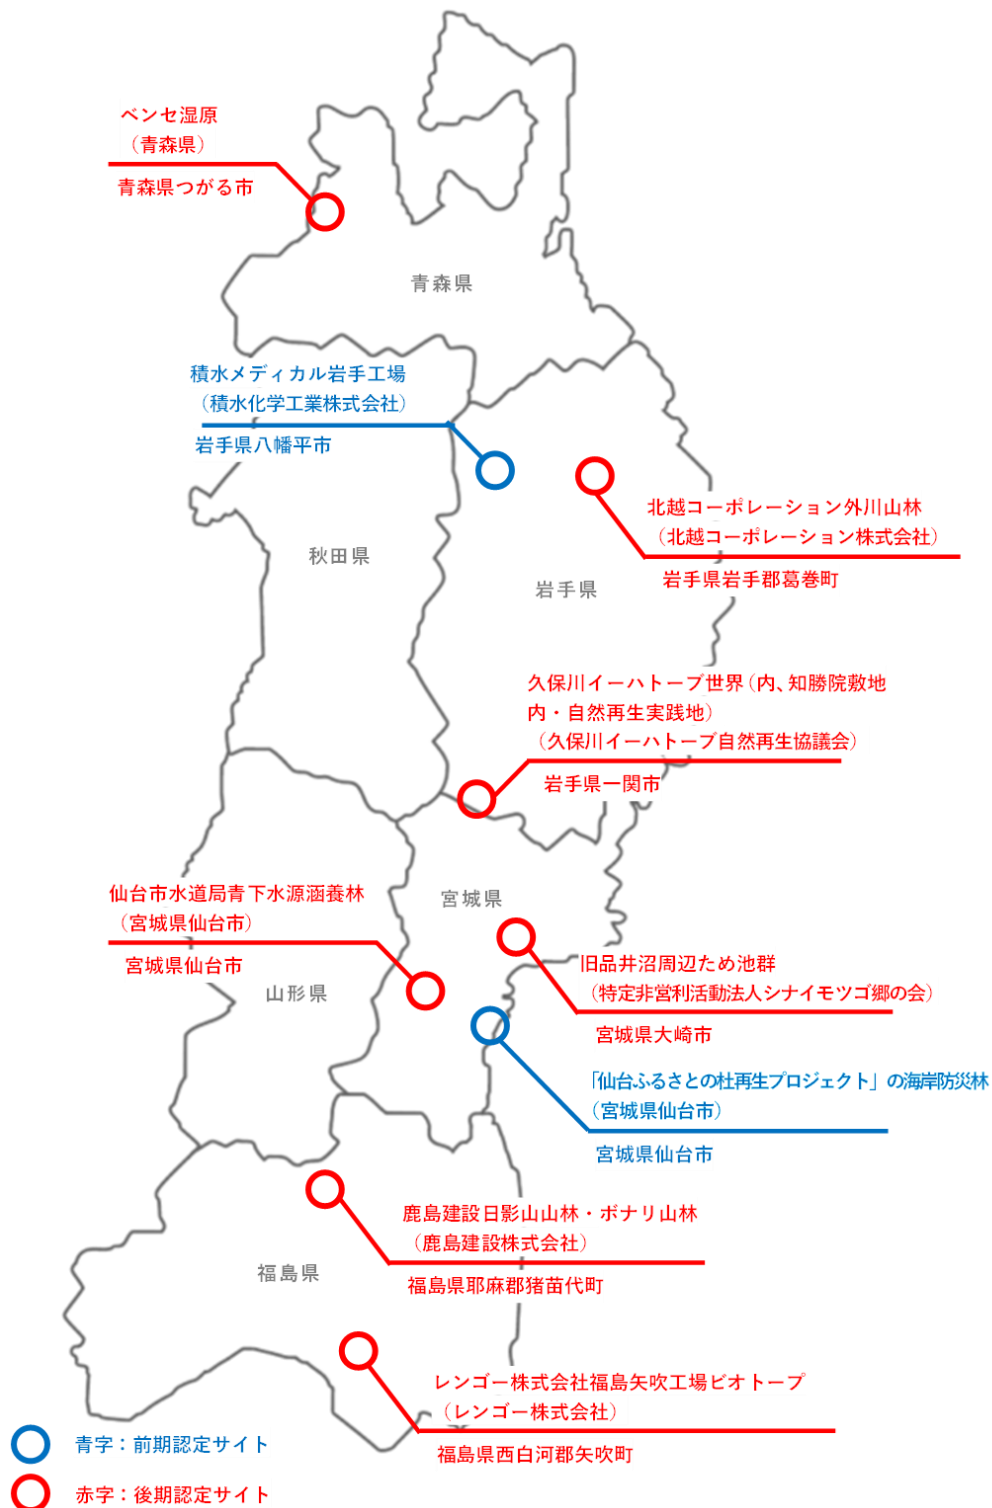 ベンセ湿原
（青森県）
青森県つがる市
青森県
積水メディカル岩手工場
（積水化学工業株式会社）
岩手県八幡平市
北越コーポレーション外川山林
（北越コーポレーション株式会社）
岩手県岩手郡葛巻町
秋田県
岩手県
久保川イーハトーブ世界（内、知勝院敷地
内・自然再生実践地）
（久保川イーハトーブ自然再生協議会）
岩手県一関市
仙台市水道局青下水源涵養林
（宮城県仙台市）
宮城県仙台市
宮城県
山形県
旧品井沼周辺ため池群
（特定非営利活動法人シナイモツゴ郷の会）
宮城県大崎市
「仙台ふるさとの杜再生プロジェクト」の海岸防災林
（宮城県仙台市）
宮城県仙台市
鹿島建設日影山山林・ボナリ山林
（鹿島建設株式会社）
福島県耶麻郡猪苗代町
福島県
レンゴー株式会社福島矢吹工場ビオトープ
（レンゴー株式会社）
福島県西白河郡矢吹町
青字：前期認定サイト
赤字：後期認定サイト